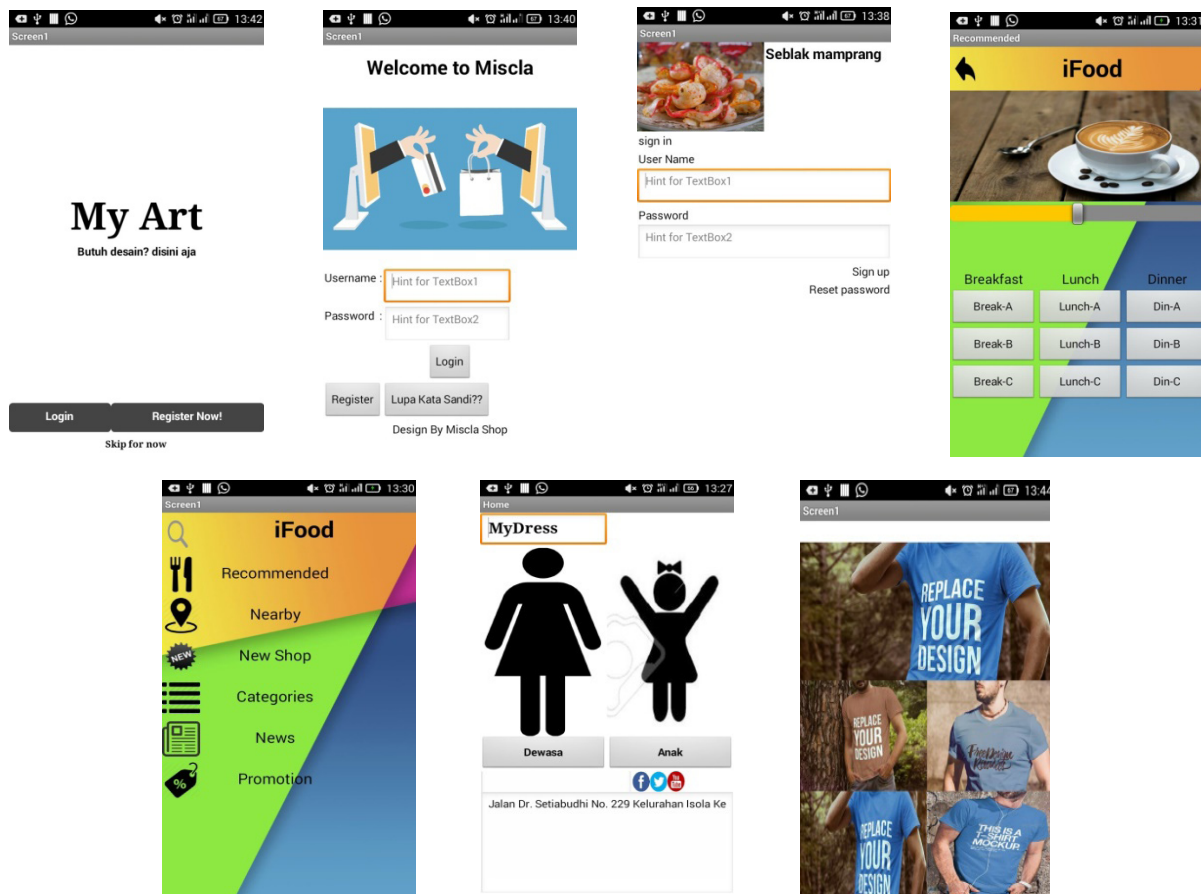 13:42
Screen1
My Art
Butuh desain? disini aja
Login
Register Now!
Skip for now
13:40
Screen1
Welcome to Miscla
Username :
Hint for TextBox1
Password :
Hint for TextBox2
Login
Register
Lupa Kata Sandi??
Design By Miscla Shop
13:38
Screen1
Seblak mamprang
sign in
User Name
Hint for TextBox1
Password
Hint for TextBox2
Sign up
Reset password
13:31
Recommended
iFood
Breakfast Lunch Dinner
Break-A Lunch-A Din-A
Break-B Lunch-B Din-B
Break-C Lunch-C Din-C
13:30
Screen1
iFood
Recommended
Nearby
NEW
New Shop
Categories
News
%
Promotion
13:27
Home
MyDress
Dewasa
Anak
You Tube
Jalan Dr. Setiabudhi No. 229 Kelurahan Isola Ke
13:44
Screen1
REPLACE
YOUR
DESIGN
REPLACE
YOUR
DESIGN
REPLACE
YOUR
DESIGN
THIS IS A
T-SHIRT
MOCKUP